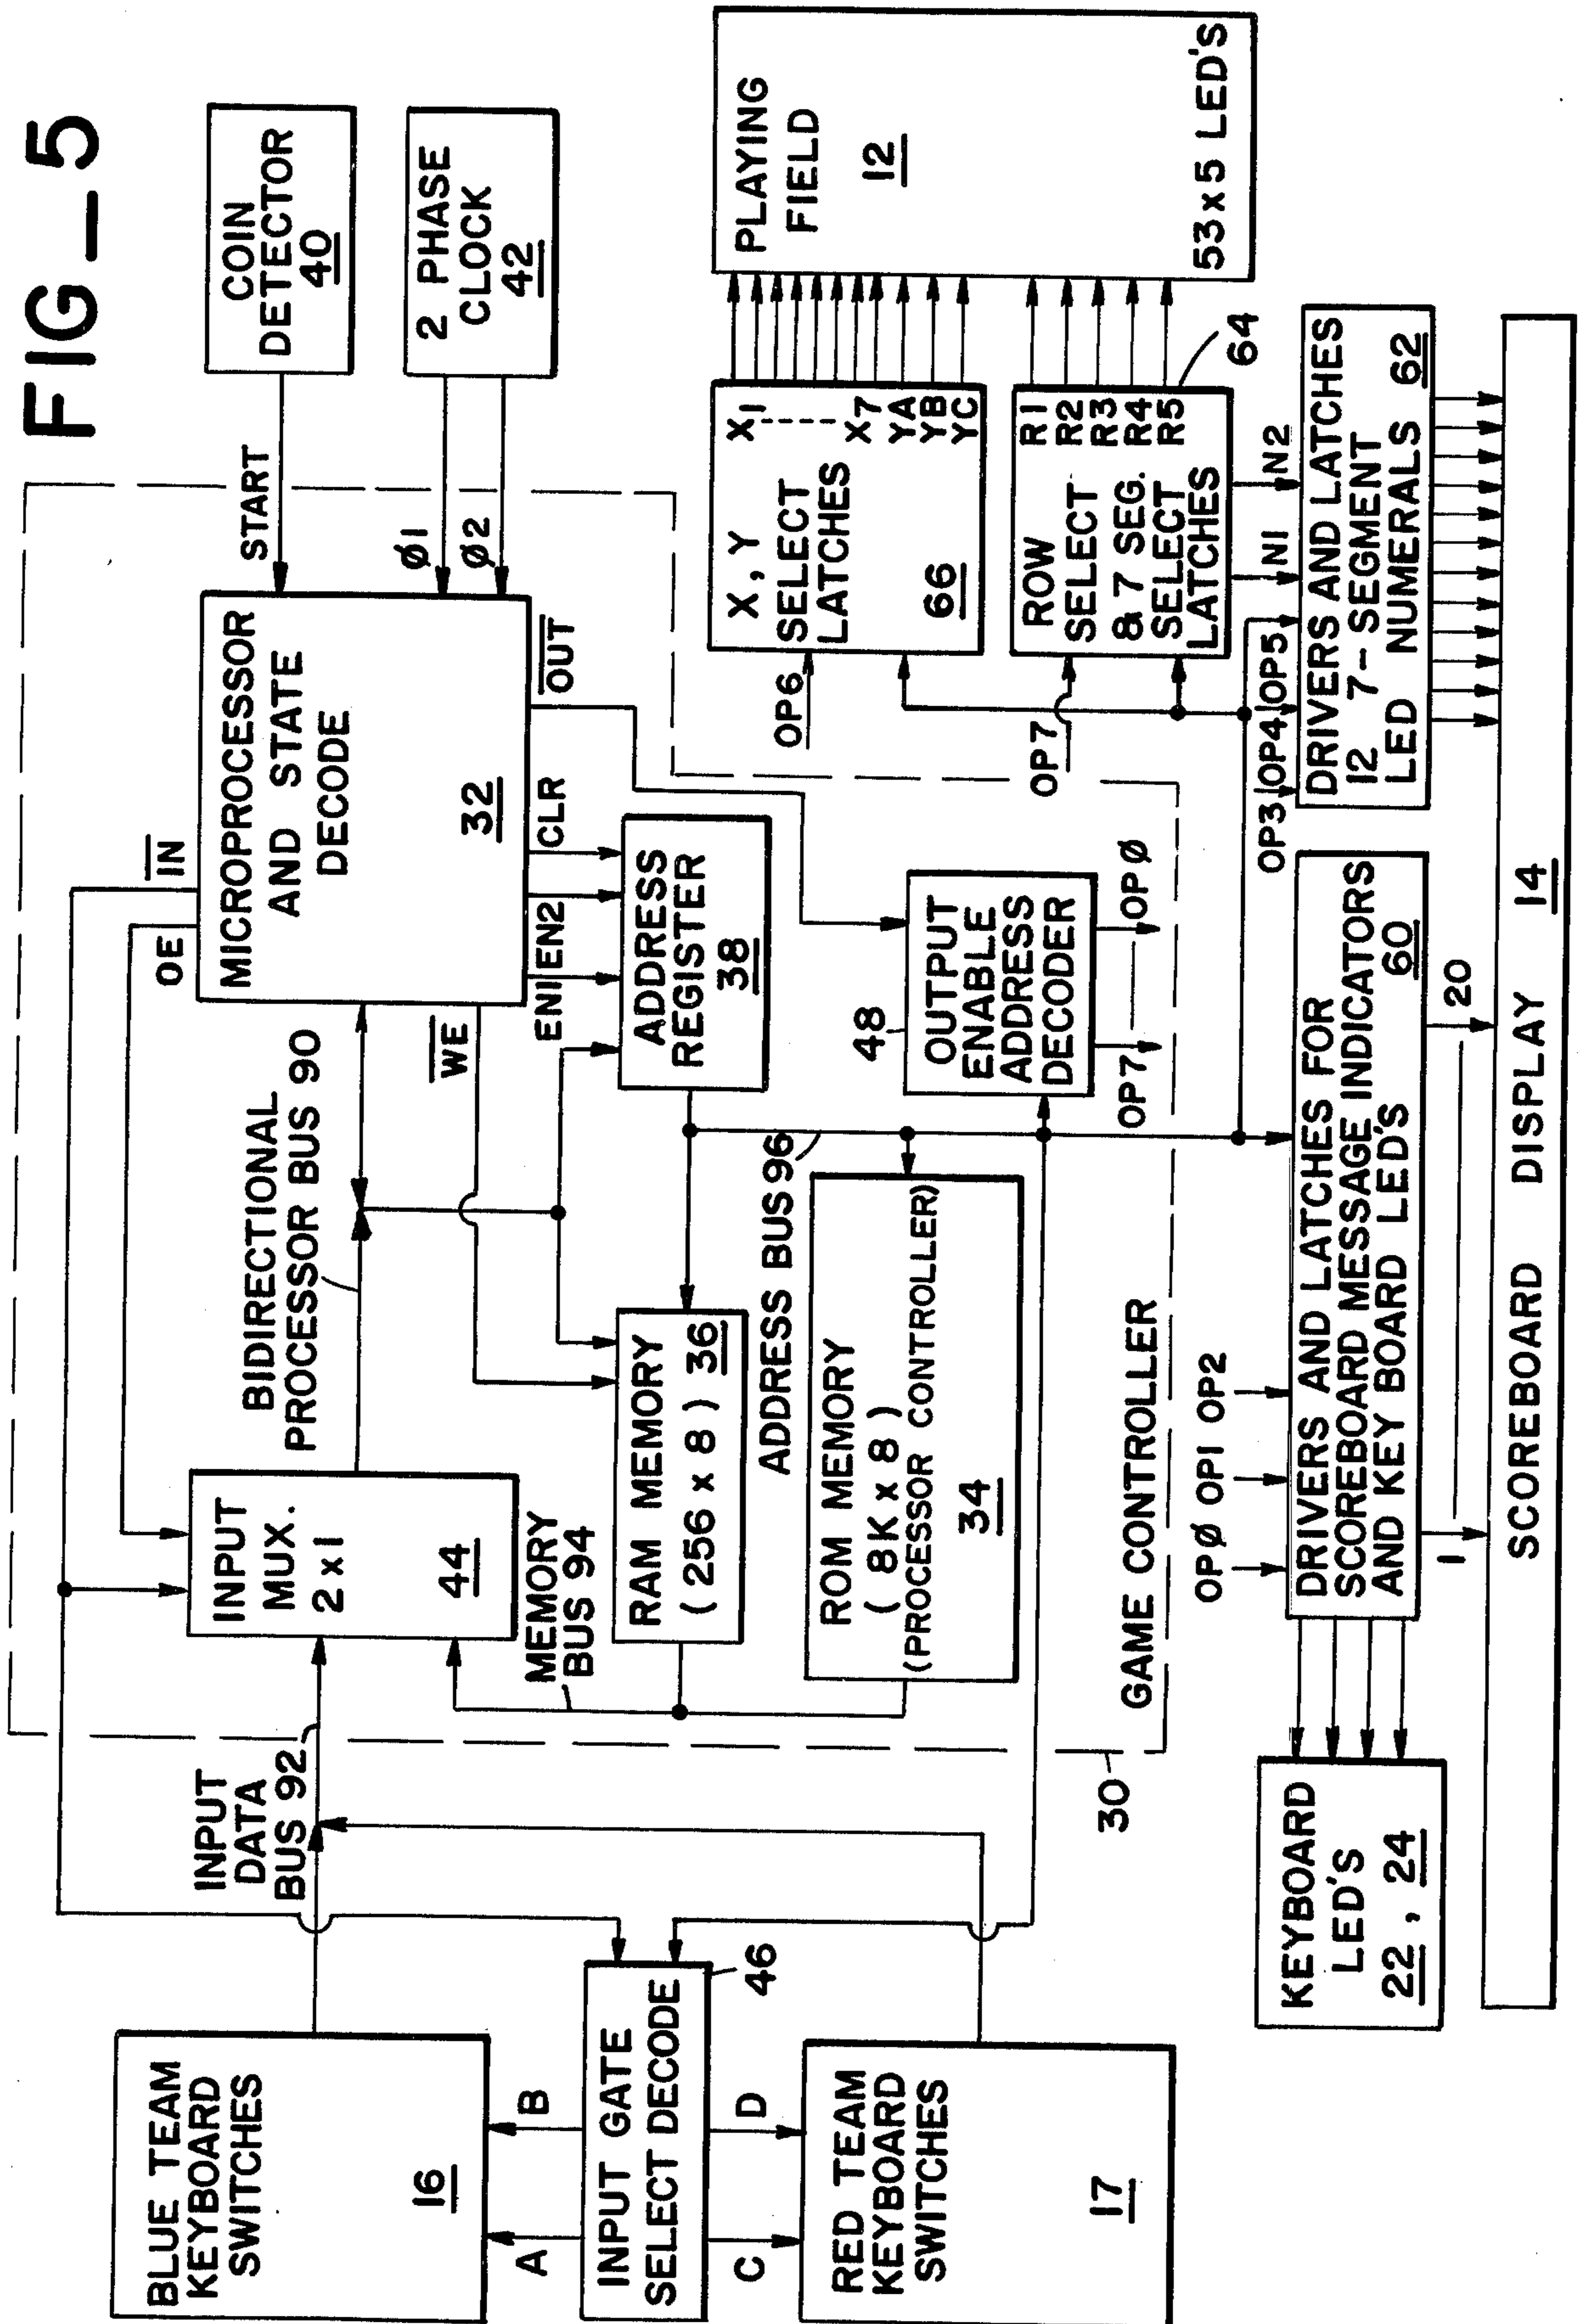 FIG_5
BLUE TEAM
KEYBOARD
SWITCHES
16
A
B
INPUT GATE
SELECT DECODE
46
C
D
RED TEAM
KEYBOARD
SWITCHES
17
INPUT
DATA
BUS 92
INPUT
MUX.
2 x 1
44
MEMORY
BUS 94
BIDIRECTIONAL
PROCESSOR BUS 90
OE
IN
MICROPROCESSOR
AND STATE
DECODE
32
START
COIN
DETECTOR
40
Ø1
Ø2
2 PHASE
CLOCK
42
WE
EN1
EN2
CLR
OUT
RAM MEMORY
(256 x 8) 36
ADDRESS
REGISTER
38
ADDRESS BUS 96
ROM MEMORY
(8K x 8)
(PROCESSOR CONTROLLER)
34
48
OUTPUT
ENABLE
ADDRESS
DECODER
OP7
OPØ
GAME CONTROLLER
30
OP6
X, Y
SELECT
LATCHES
66
X1
X7
YA
YB
YC
PLAYING
FIELD
12
53 x 5 LED'S
OP7
ROW
SELECT
& 7 SEG.
SELECT
LATCHES
R1
R2
R3
R4
R5
64
N1
N2
KEYBOARD
LED'S
22, 24
OPØ OP1 OP2
DRIVERS AND LATCHES FOR
SCOREBOARD MESSAGE INDICATORS
AND KEY BOARD LED'S
60
1
20
OP3
OP4
OP5
DRIVERS AND LATCHES
12 7-SEGMENT
LED NUMERALS
62
SCOREBOARD DISPLAY 14